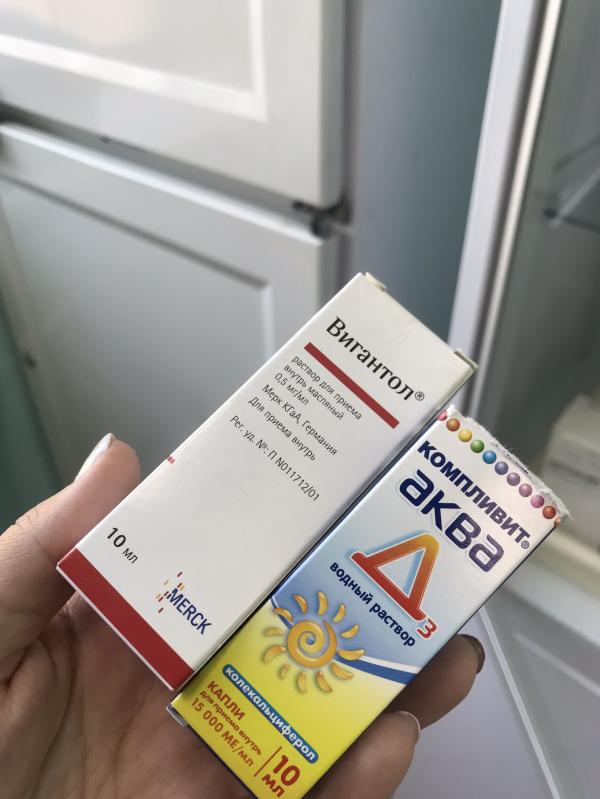 Вигантол®
раствор для приема
внутрь масляный
0,5 мг/мл
Мерк КГаА, Германия
Для приема внутрь
Рег. уд. №: П N011712/01
10 мл
MERCK
КОМПЛИВИТ®
аква
Д3
водный раствор
колекальциферол
КАПЛИ
для приема внутрь
15 000 МЕ/мл
10
мл